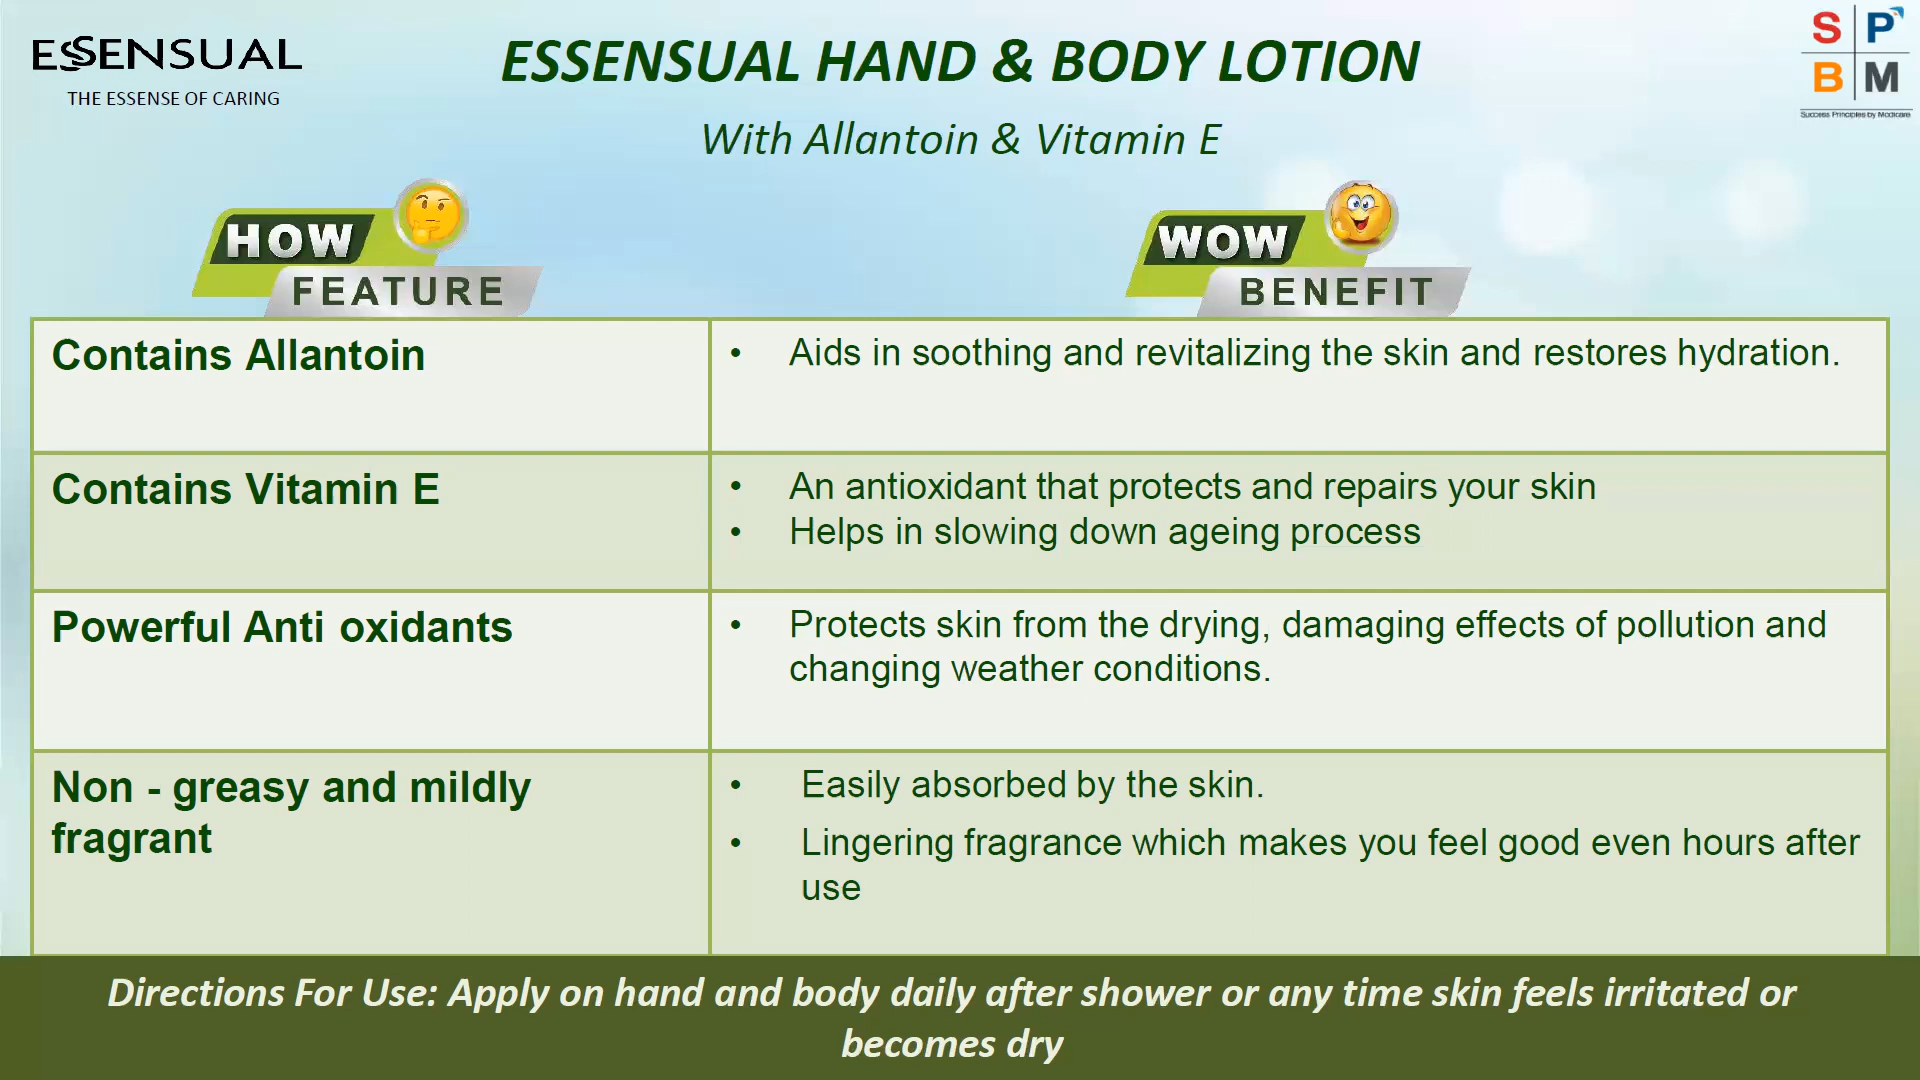 ESSENSUAL
THE ESSENSE OF CARING
ESSENSUAL HAND & BODY LOTION
With Allantoin & Vitamin E
S P
B M
Success Principles by Modicare
HOW
FEATURE
WOW
BENEFIT
Contains Allantoin
• Aids in soothing and revitalizing the skin and restores hydration.
Contains Vitamin E
• An antioxidant that protects and repairs your skin
• Helps in slowing down ageing process
Powerful Anti oxidants
• Protects skin from the drying, damaging effects of pollution and
changing weather conditions.
Non - greasy and mildly
fragrant
• Easily absorbed by the skin.
• Lingering fragrance which makes you feel good even hours after
use
Directions For Use: Apply on hand and body daily after shower or any time skin feels irritated or
becomes dry